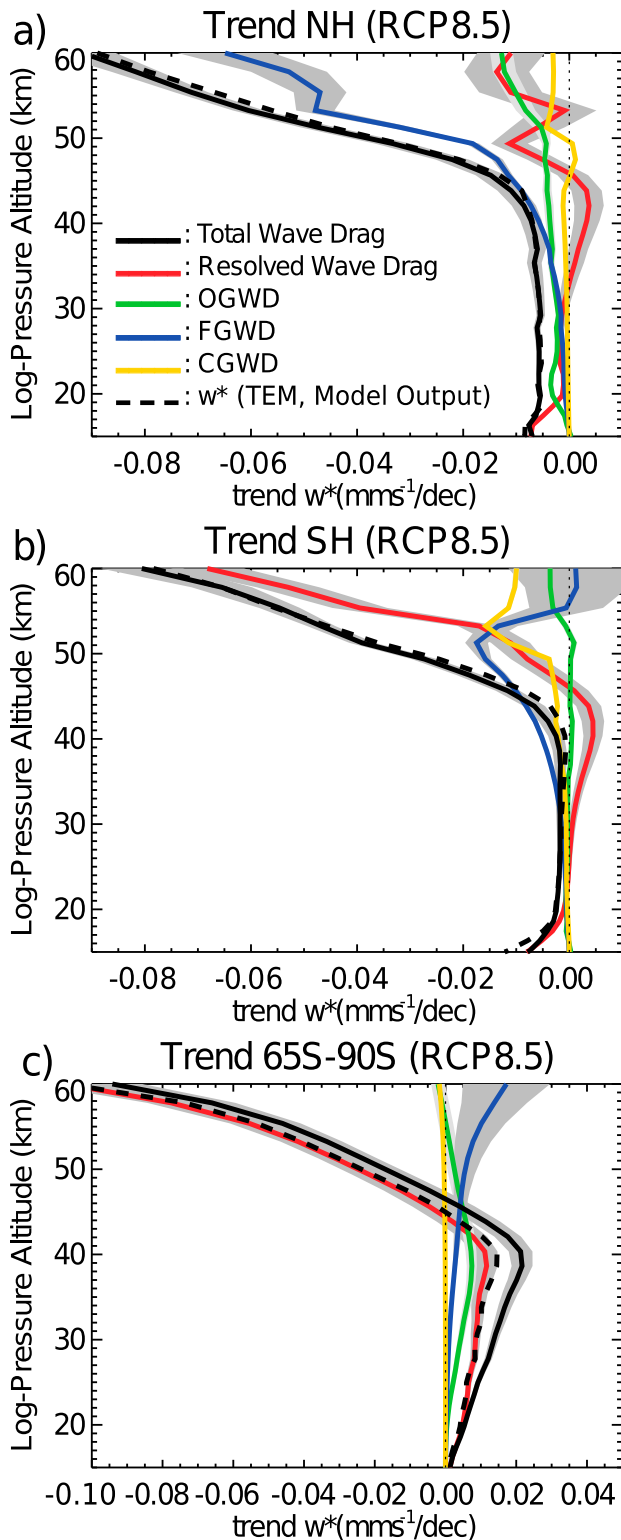 a)
Trend NH (RCP8.5)
60
50
40
30
20
Log-Pressure Altitude (km)
: Total Wave Drag
: Resolved Wave Drag
: OGWD
: FGWD
: CGWD
: w* (TEM, Model Output)
-0.08 -0.06 -0.04 -0.02 0.00
trend w*(mms⁻¹/dec)
b)
Trend SH (RCP8.5)
60
50
40
30
20
Log-Pressure Altitude (km)
-0.08 -0.06 -0.04 -0.02 0.00
trend w*(mms⁻¹/dec)
c)
Trend 65S-90S (RCP8.5)
60
50
40
30
20
Log-Pressure Altitude (km)
-0.10 -0.08 -0.06 -0.04 -0.02 0.00 0.02 0.04
trend w*(mms⁻¹/dec)